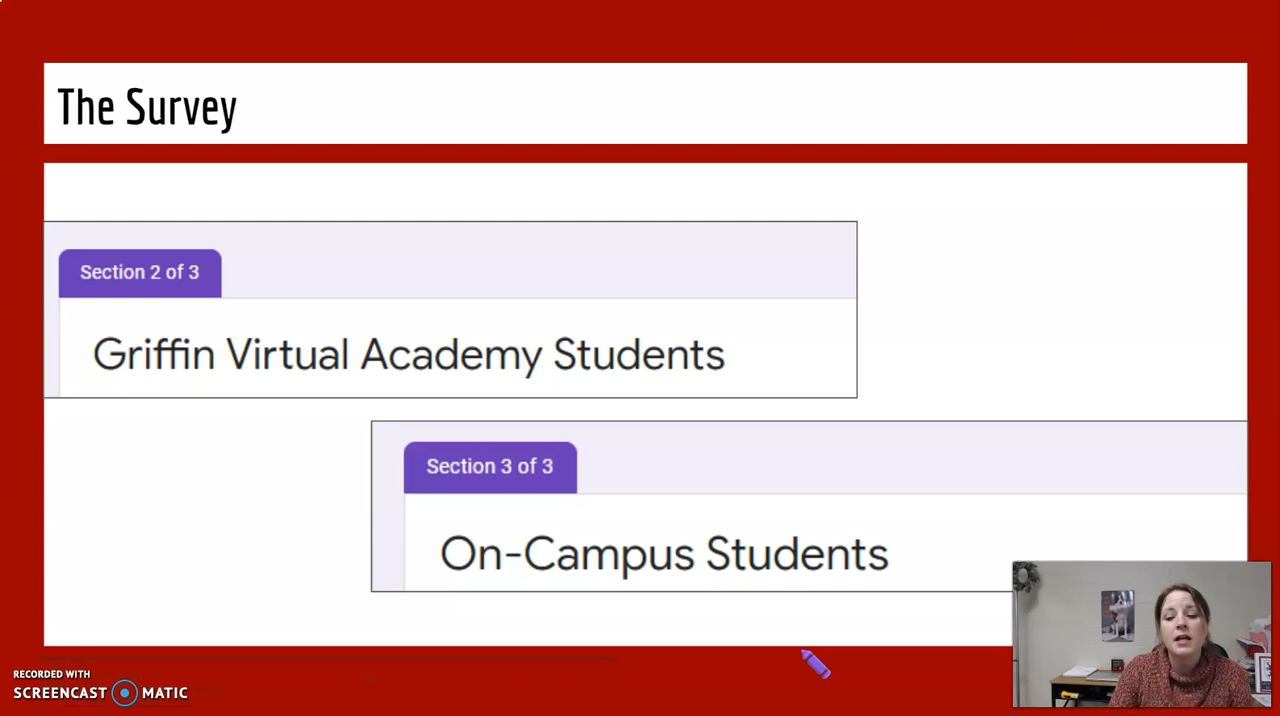 The Survey
Section 2 of 3
Griffin Virtual Academy Students
Section 3 of 3
On-Campus Students
RECORDED WITH
SCREENCAST MATIC